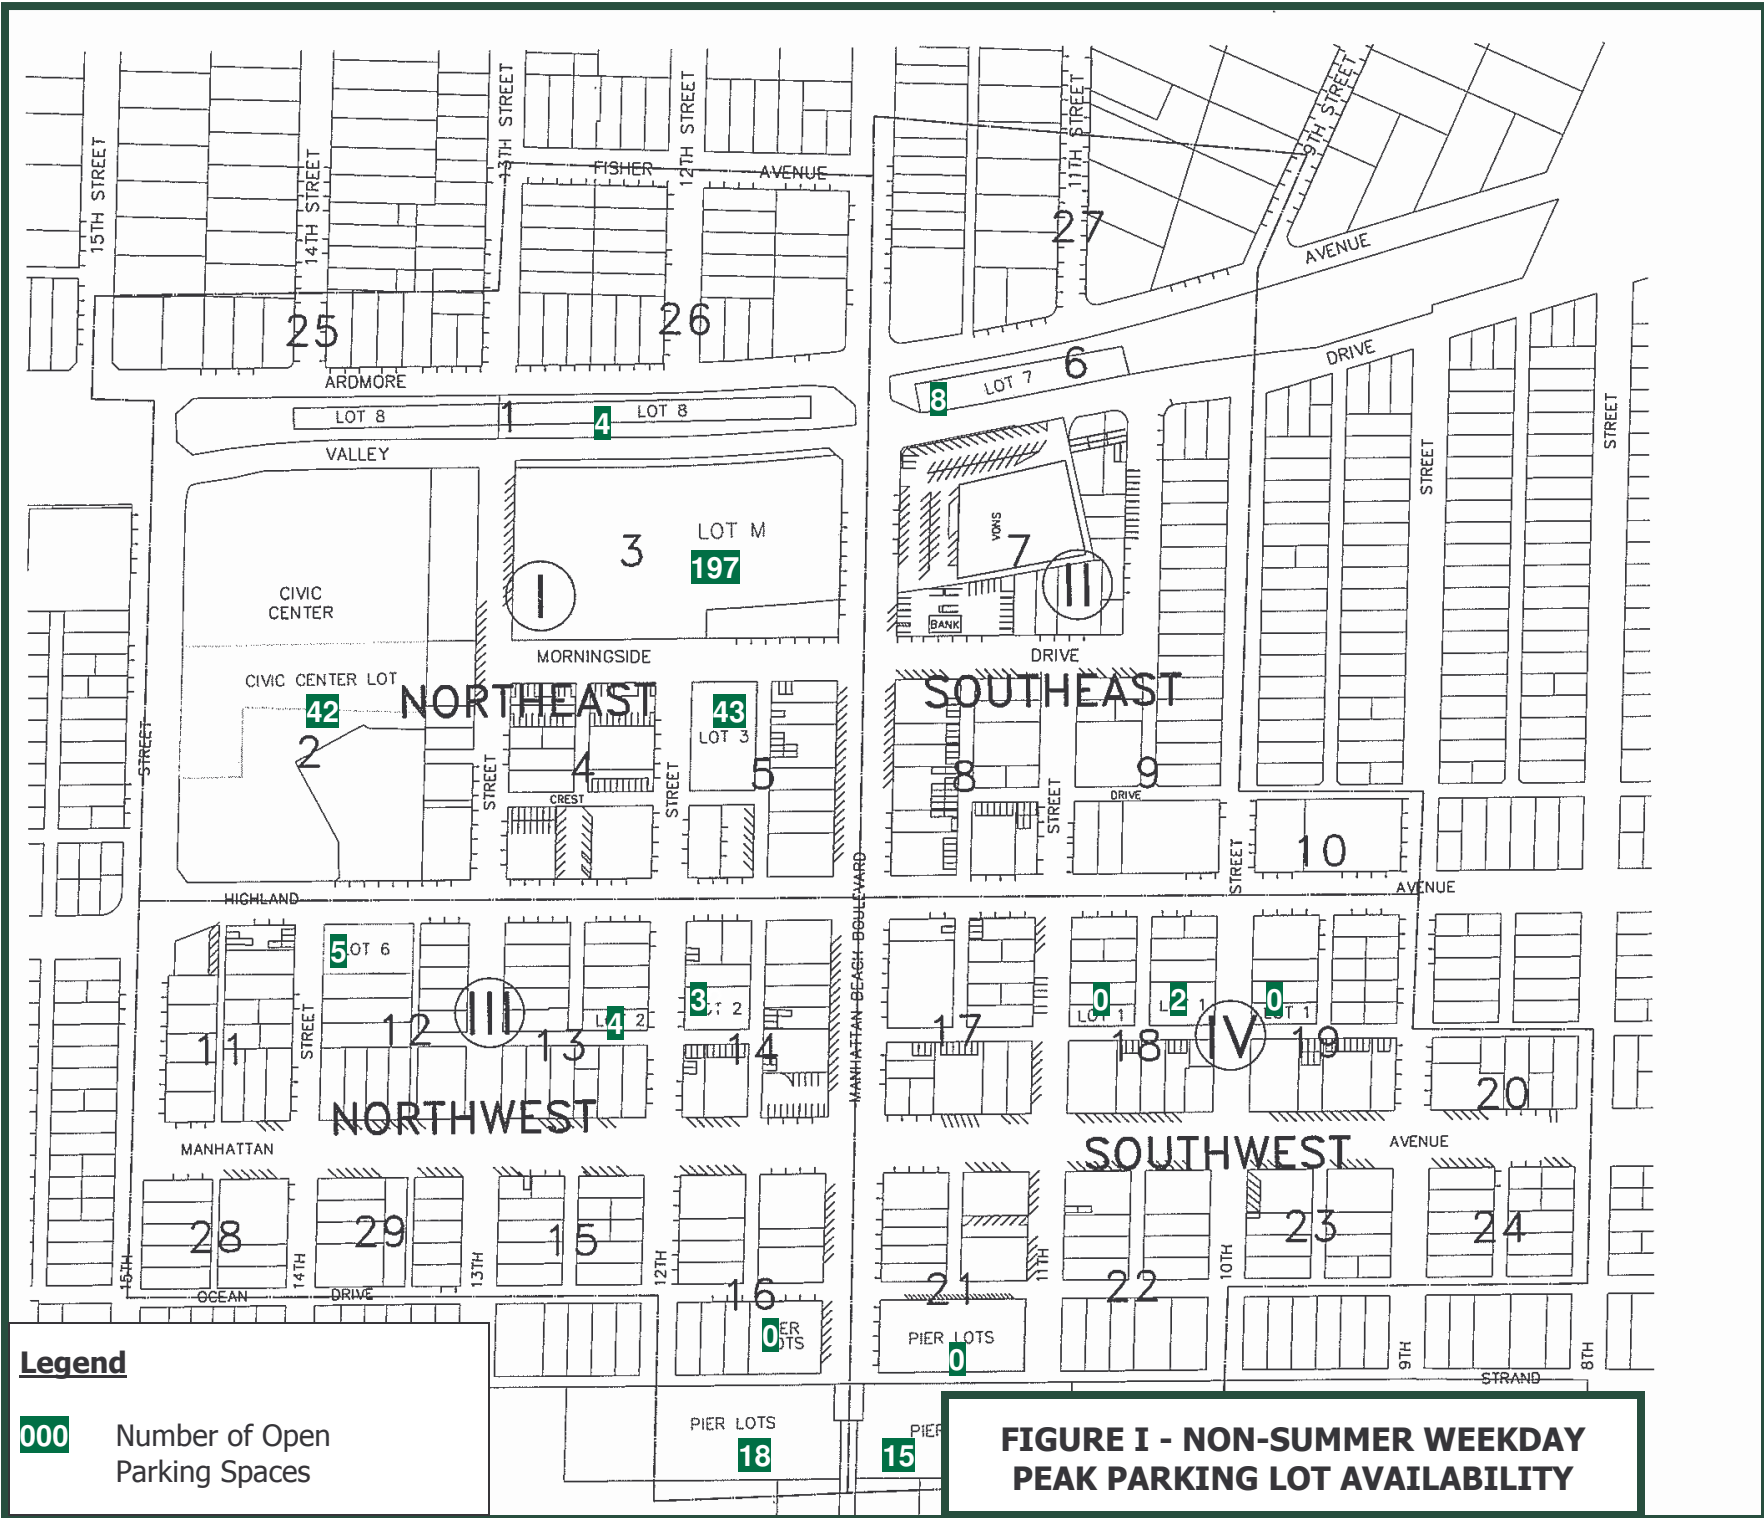 15TH STREET
14TH STREET
13TH STREET
12TH STREET
11TH STREET
9TH STREET
FISHER AVENUE
27
AVENUE
25
26
ARDMORE
6
DRIVE
LOT 7
8
LOT 8
1
4
LOT 8
VALLEY
STREET
STREET
LOT M
3
197
I
VONS
7
II
BANK
CIVIC
CENTER
MORNINGSIDE
DRIVE
CIVIC CENTER LOT
42
NORTHEAST
43
LOT 3
SOUTHEAST
2
STREET
STREET
4
STREET
5
8
STREET
9
CREST
DRIVE
STREET
10
HIGHLAND
AVENUE
MANHATTAN BEACH BOULEVARD
5
OT 6
STREET
III
4
3
0
2
0
LOT 1
11
12
13
14
17
18
IV
19
20
NORTHWEST
MANHATTAN
SOUTHWEST
AVENUE
28
29
15
16
21
22
23
24
15TH
14TH
13TH
12TH
11TH
10TH
OCEAN
DRIVE
0
ER
OTS
PIER LOTS
0
9TH
8TH
STRAND
PIER LOTS
18
PIER
15
Legend
000 Number of Open
Parking Spaces
FIGURE I - NON-SUMMER WEEKDAY
PEAK PARKING LOT AVAILABILITY